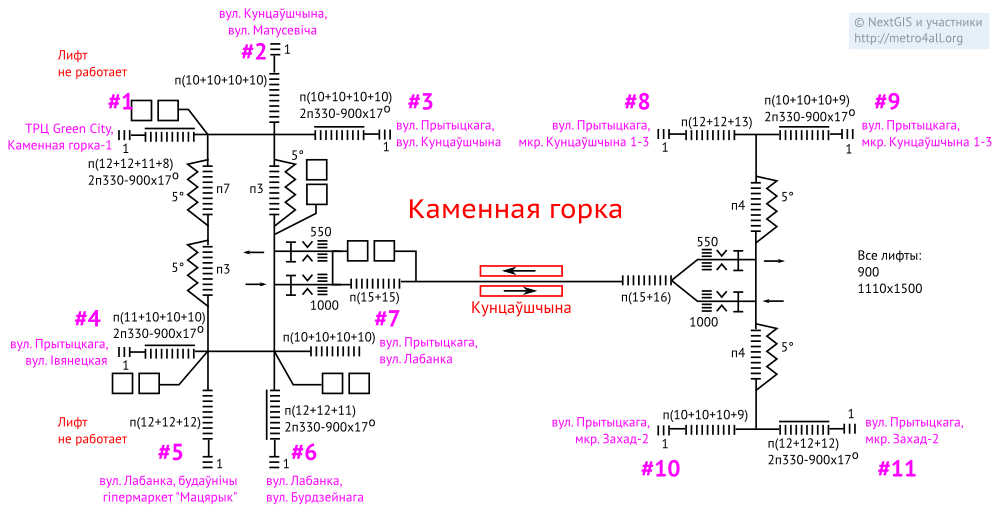 вул. Кунцаўшчына,
вул. Матусевіча
© NextGIS и участники
http://metro4all.org
#2
1
Лифт
не работает
п(10+10+10+10)
#1
п(10+10+10+10)
2п330-900х17°
#3
#8
п(10+10+10+9)
2п330-900х17°
#9
ТРЦ Green City,
Каменная горка-1
1
вул. Прытыцкага,
вул. Кунцаўшчына
1
вул. Прытыцкага,
мкр. Кунцаўшчына 1-3
1
п(12+12+13)
вул. Прытыцкага,
мкр. Кунцаўшчына 1-3
1
п(12+12+11+8)
2п330-900х17°
5°
п7
п3
5°
5°
п4
Каменная горка
550
550
5°
п3
Все лифты:
900
1110х1500
п(15+15)
п(15+16)
1000
1000
Кунцаўшчына
#4
п(11+10+10+10)
2п330-900х17°
#7
п(10+10+10+10)
вул. Прытыцкага,
вул. Івянецкая
1
вул. Прытыцкага,
вул. Лабанка
п4
5°
Лифт
не работает
п(12+12+12)
п(12+12+11)
2п330-900х17°
#5
1
#6
1
вул. Лабанка, будаўнічы
гіпермаркет "Мацярык"
вул. Лабанка,
вул. Бурдзейнага
вул. Прытыцкага,
мкр. Захад-2
1
п(10+10+10+9)
#10
1
п(12+12+12)
2п330-900х17°
вул. Прытыцкага,
мкр. Захад-2
#11